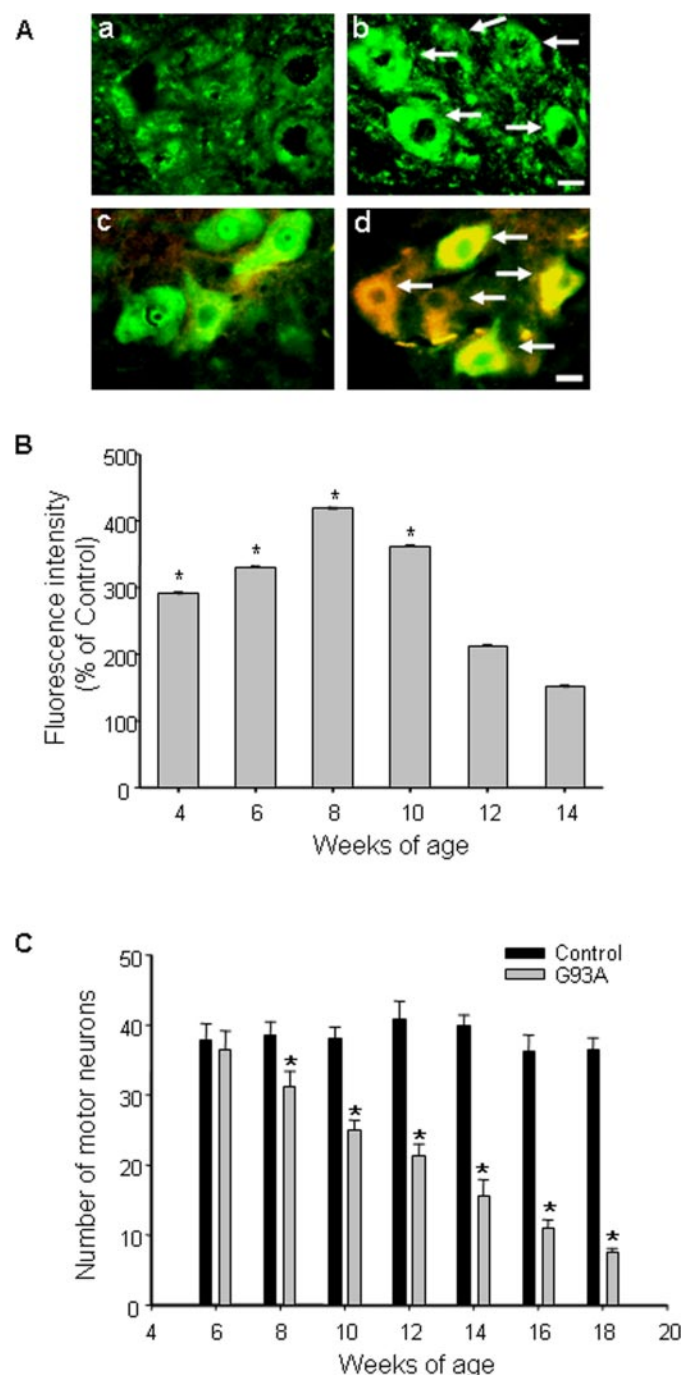 A
a
b
c
d
B
Fluorescence intensity
(% of Control)
500
400
300
200
100
0
*
*
*
*
4 6 8 10 12 14
Weeks of age
C
Number of motor neurons
50
40
30
20
10
0
Control
G93A
*
*
*
*
*
*
4 6 8 10 12 14 16 18 20
Weeks of age